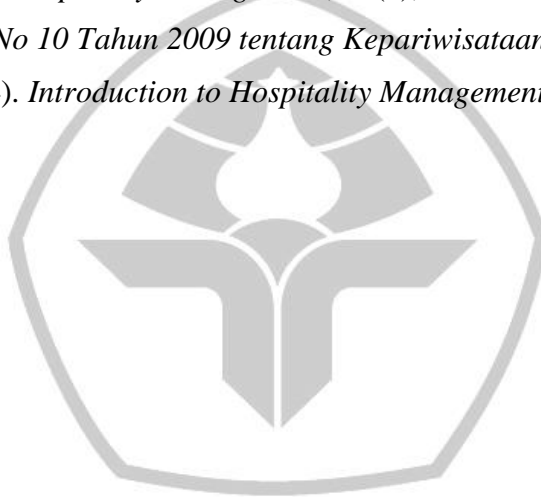 No 10 Tahun 2009 tentang Kepariwisataan
). Introduction to Hospitality Management